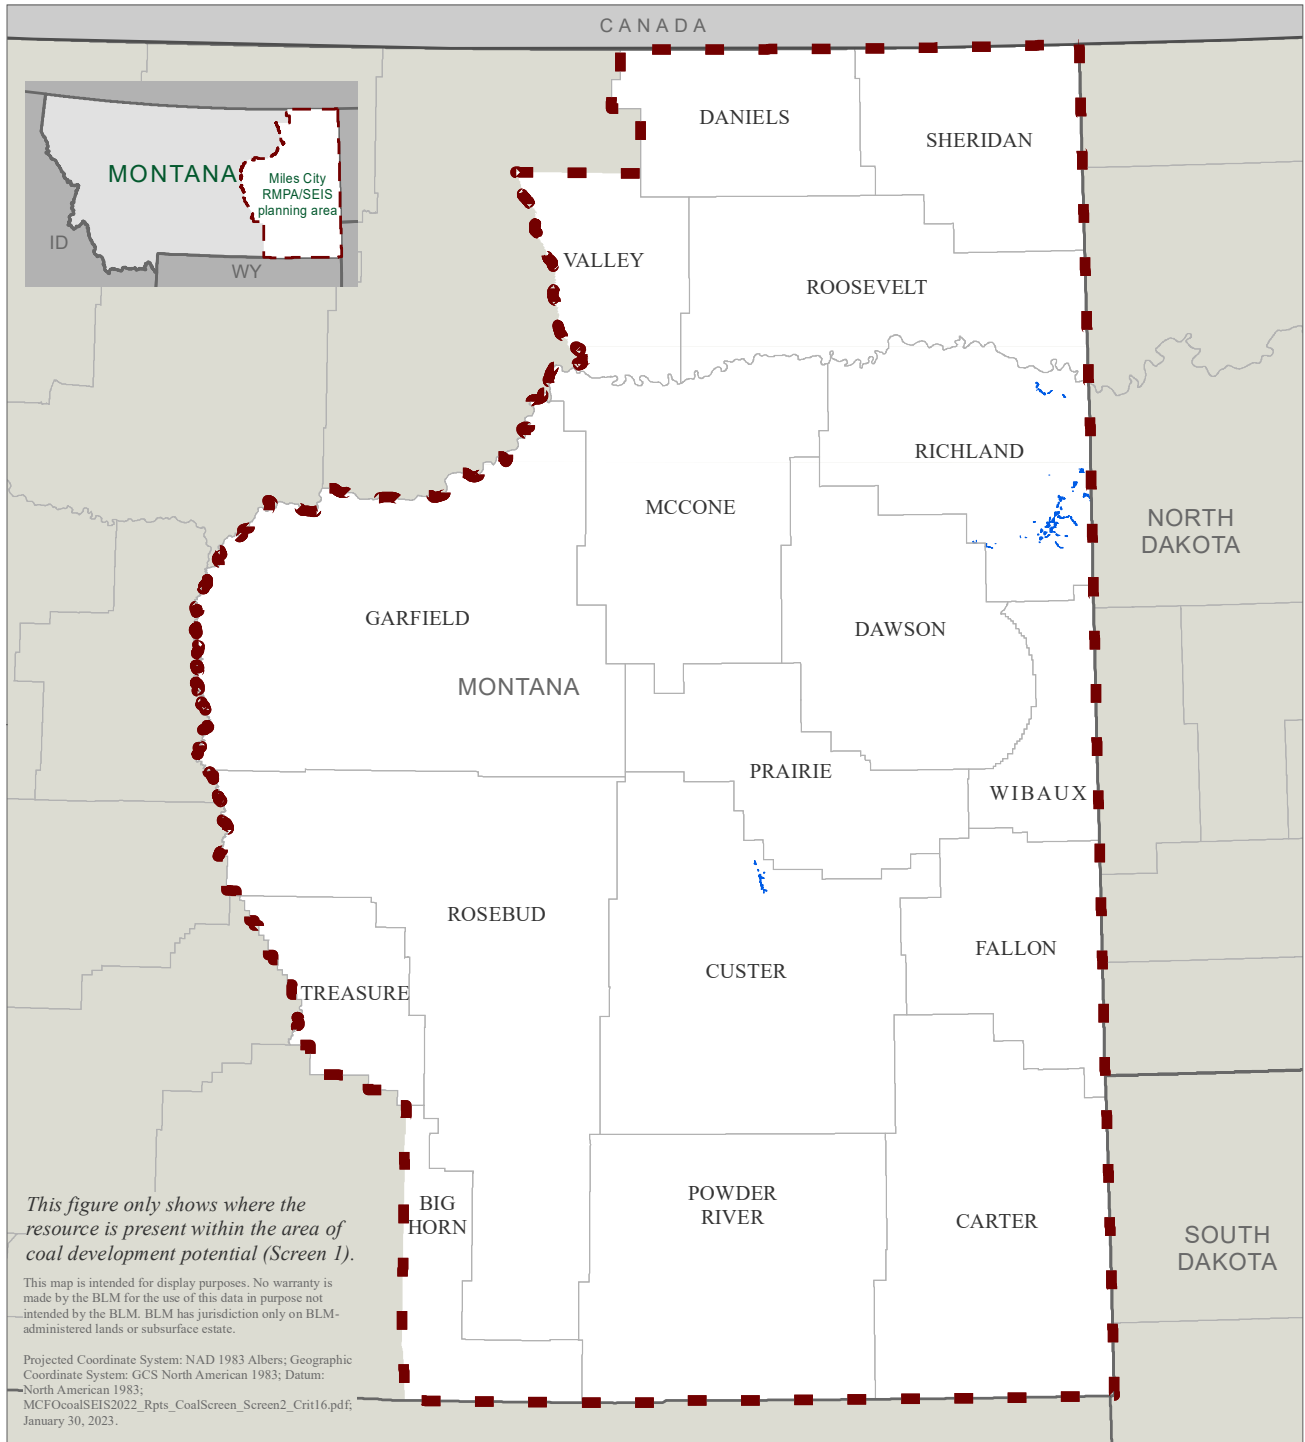 CANADA
DANIELS
SHERIDAN
MONTANA
Miles City
RMPA/SEIS
planning area
ID
WY
VALLEY
ROOSEVELT
RICHLAND
MCCONE
NORTH
DAKOTA
GARFIELD
DAWSON
MONTANA
PRAIRIE
WIBAUX
ROSEBUD
FALLON
CUSTER
TREASURE
BIG
HORN
POWDER
RIVER
CARTER
SOUTH
DAKOTA
This figure only shows where the
resource is present within the area of
coal development potential (Screen 1).
This map is intended for display purposes. No warranty is
made by the BLM for the use of this data in purpose not
intended by the BLM. BLM has jurisdiction only on BLM-
administered lands or subsurface estate.
Projected Coordinate System: NAD 1983 Albers; Geographic
Coordinate System: GCS North American 1983; Datum:
North American 1983;
MCFOcoalSEIS2022_Rpts_CoalScreen_Screen2_Crit16.pdf;
January 30, 2023.